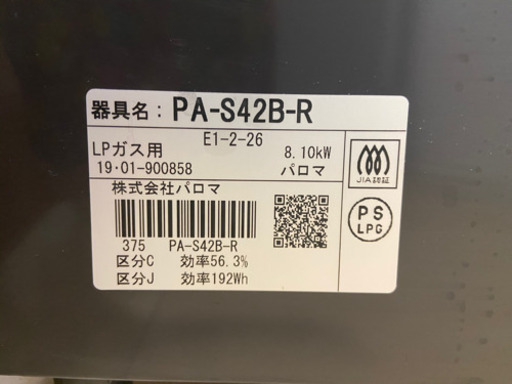 器具名: PA-S42B-R
E1-2-26
LPガス用 8.10kW
19・01-900858 パロマ
株式会社パロマ
JIA認証
PS
LPG
375 PA-S42B-R
区分C 効率56.3%
区分J 効率192Wh